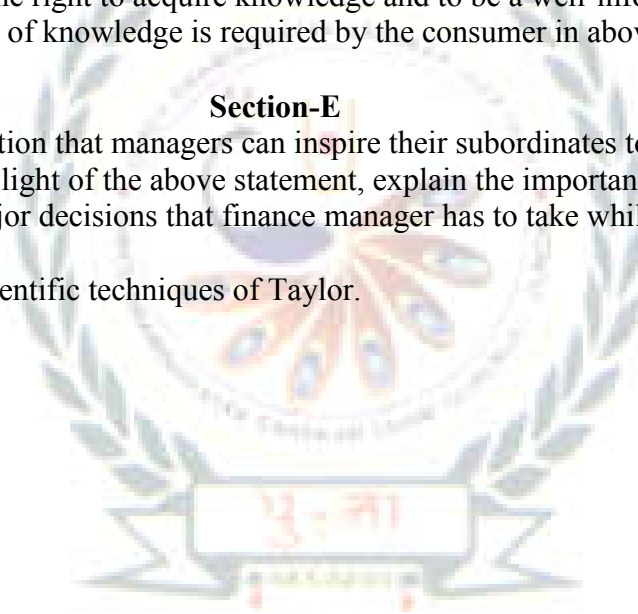 he right to acquire knowledge and to be a well-info
of knowledge is required by the consumer in abov
Section-E
tion that managers can inspire their subordinates to
light of the above statement, explain the importan
jor decisions that finance manager has to take whil
entific techniques of Taylor.